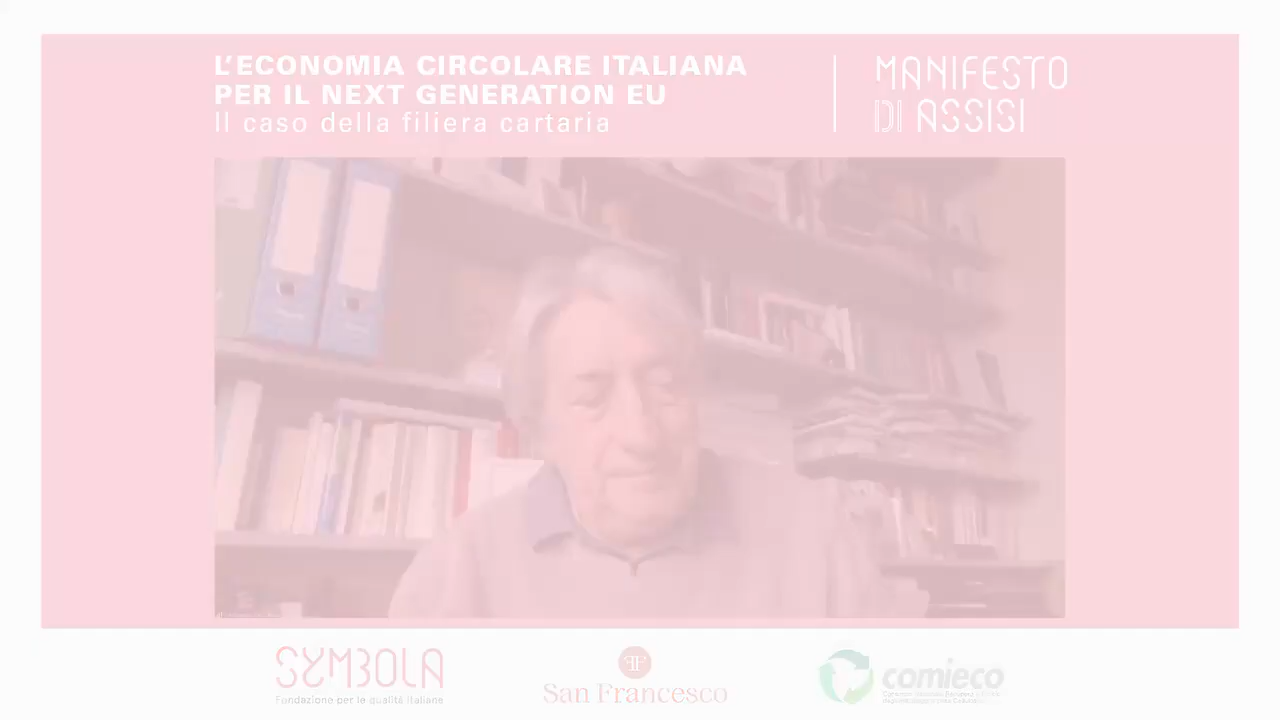 L'ECONOMIA CIRCOLARE ITALIANA
PER IL NEXT GENERATION EU
Il caso della filiera cartaria
MANIFESTO
DI ASSISI
SYMBOLA
Fondazione per le qualità italiane
San Francesco
comieco